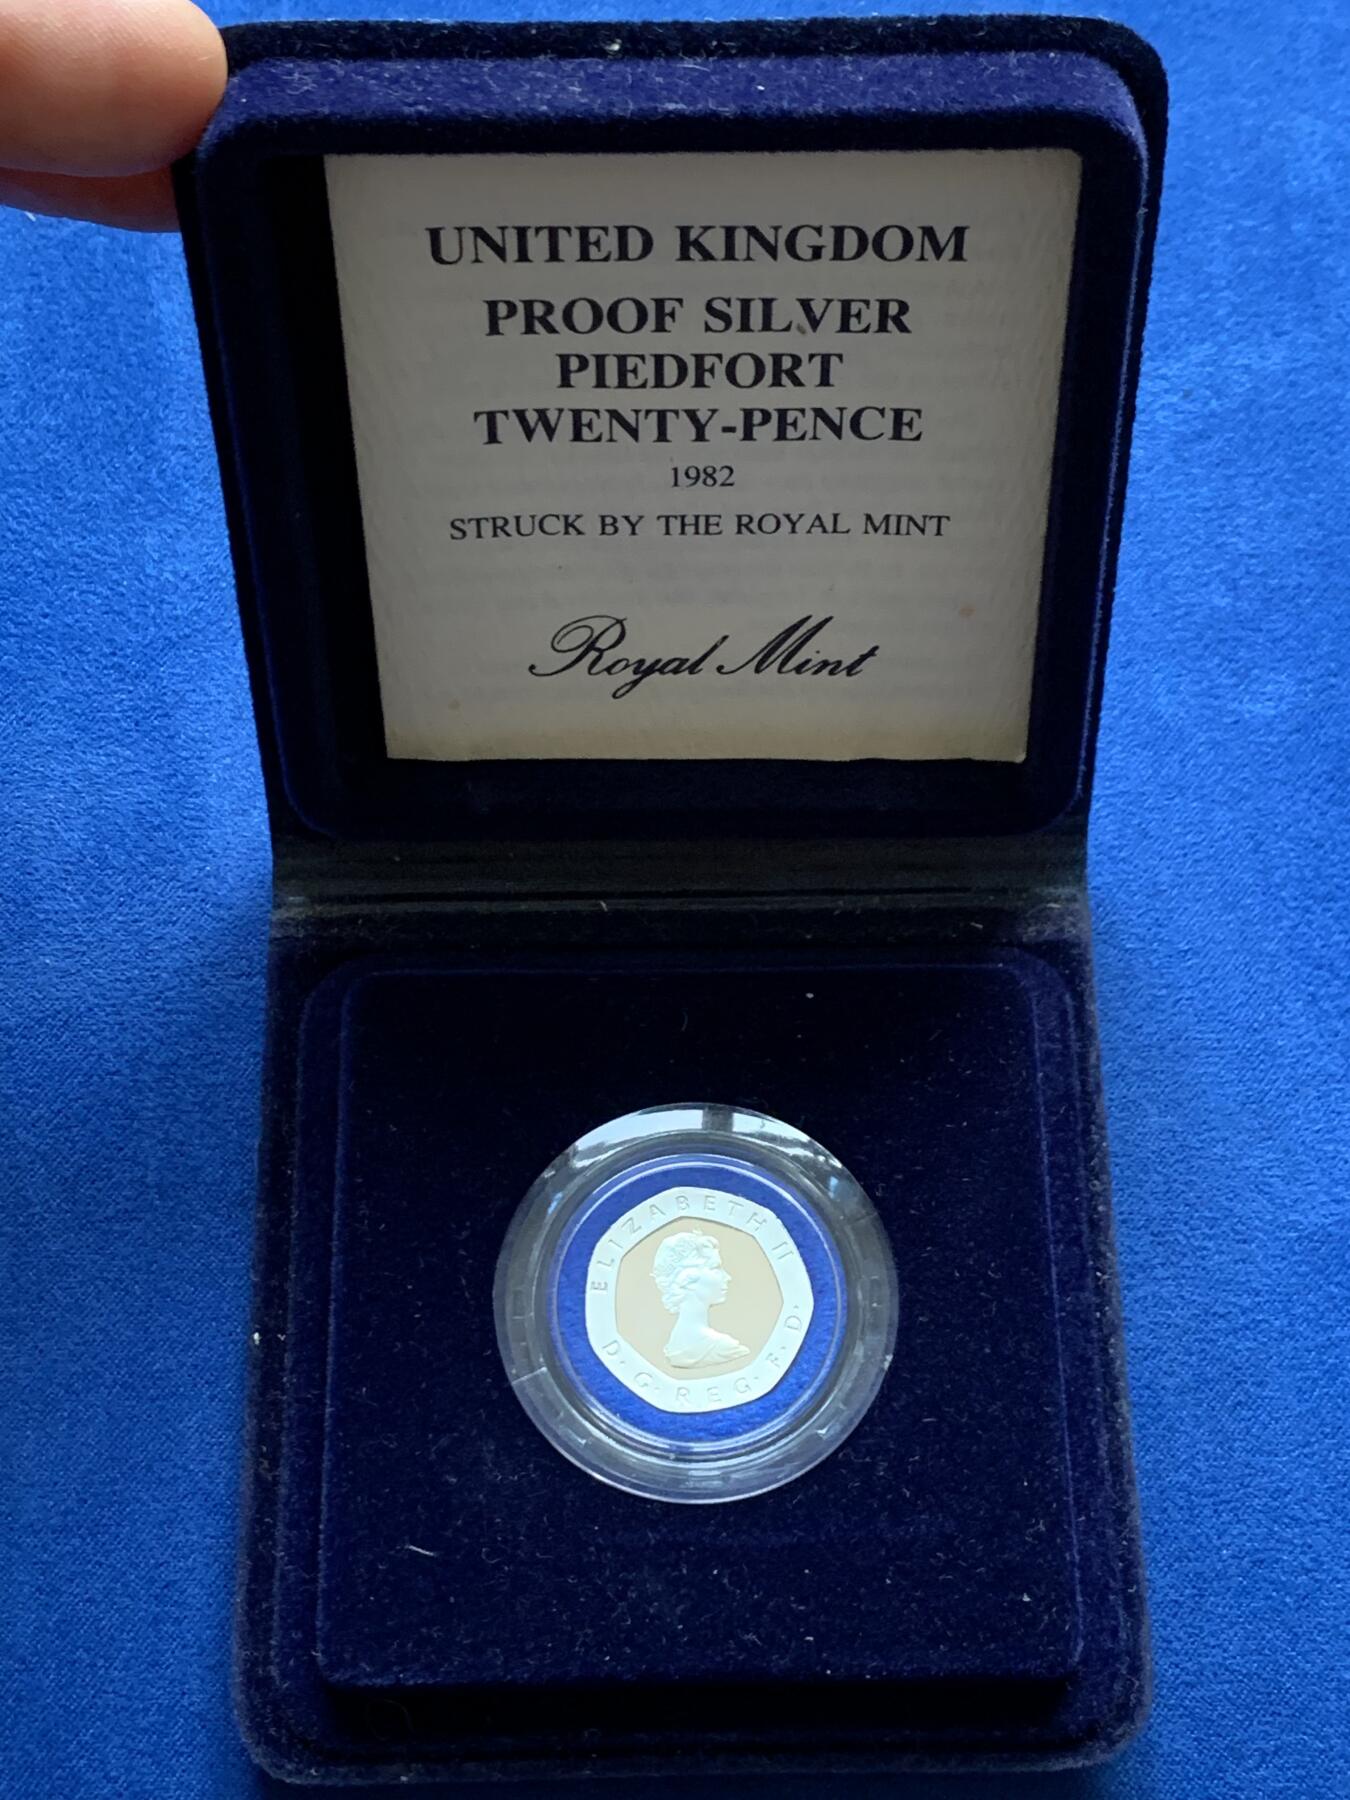 UNITED KINGDOM
PROOF SILVER
PIEDFORT
TWENTY-PENCE
1982
STRUCK BY THE ROYAL MINT
Royal Mint
ELIZABETH II
D·G·REG·F·D·